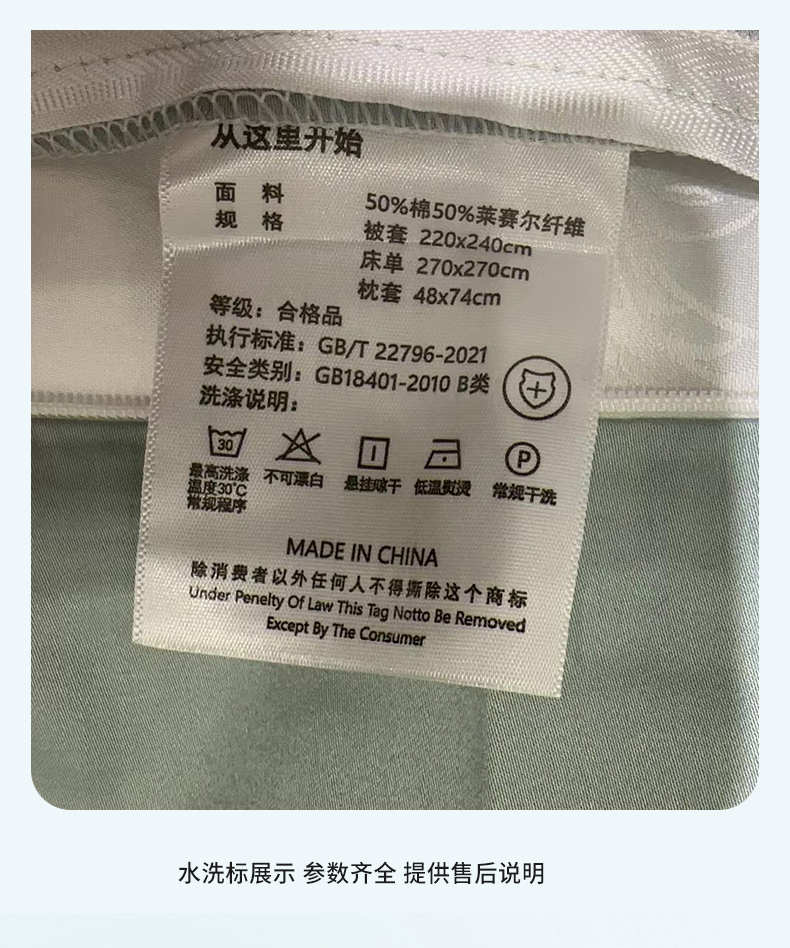 从这里开始
面 料 50%棉50%莱赛尔纤维
规 格 被套 220x240cm
床单 270x270cm
枕套 48x74cm
等级：合格品
执行标准：GB/T 22796-2021
安全类别：GB18401-2010 B类
洗涤说明：
30
P
最高洗涤
温度30℃
常规程序
不可漂白
悬挂晾干
低温熨烫
常规干洗
MADE IN CHINA
除消费者以外任何人不得撕除这个商标
Under Penelty Of Law This Tag Notto Be Removed
Except By The Consumer
水洗标展示 参数齐全 提供售后说明